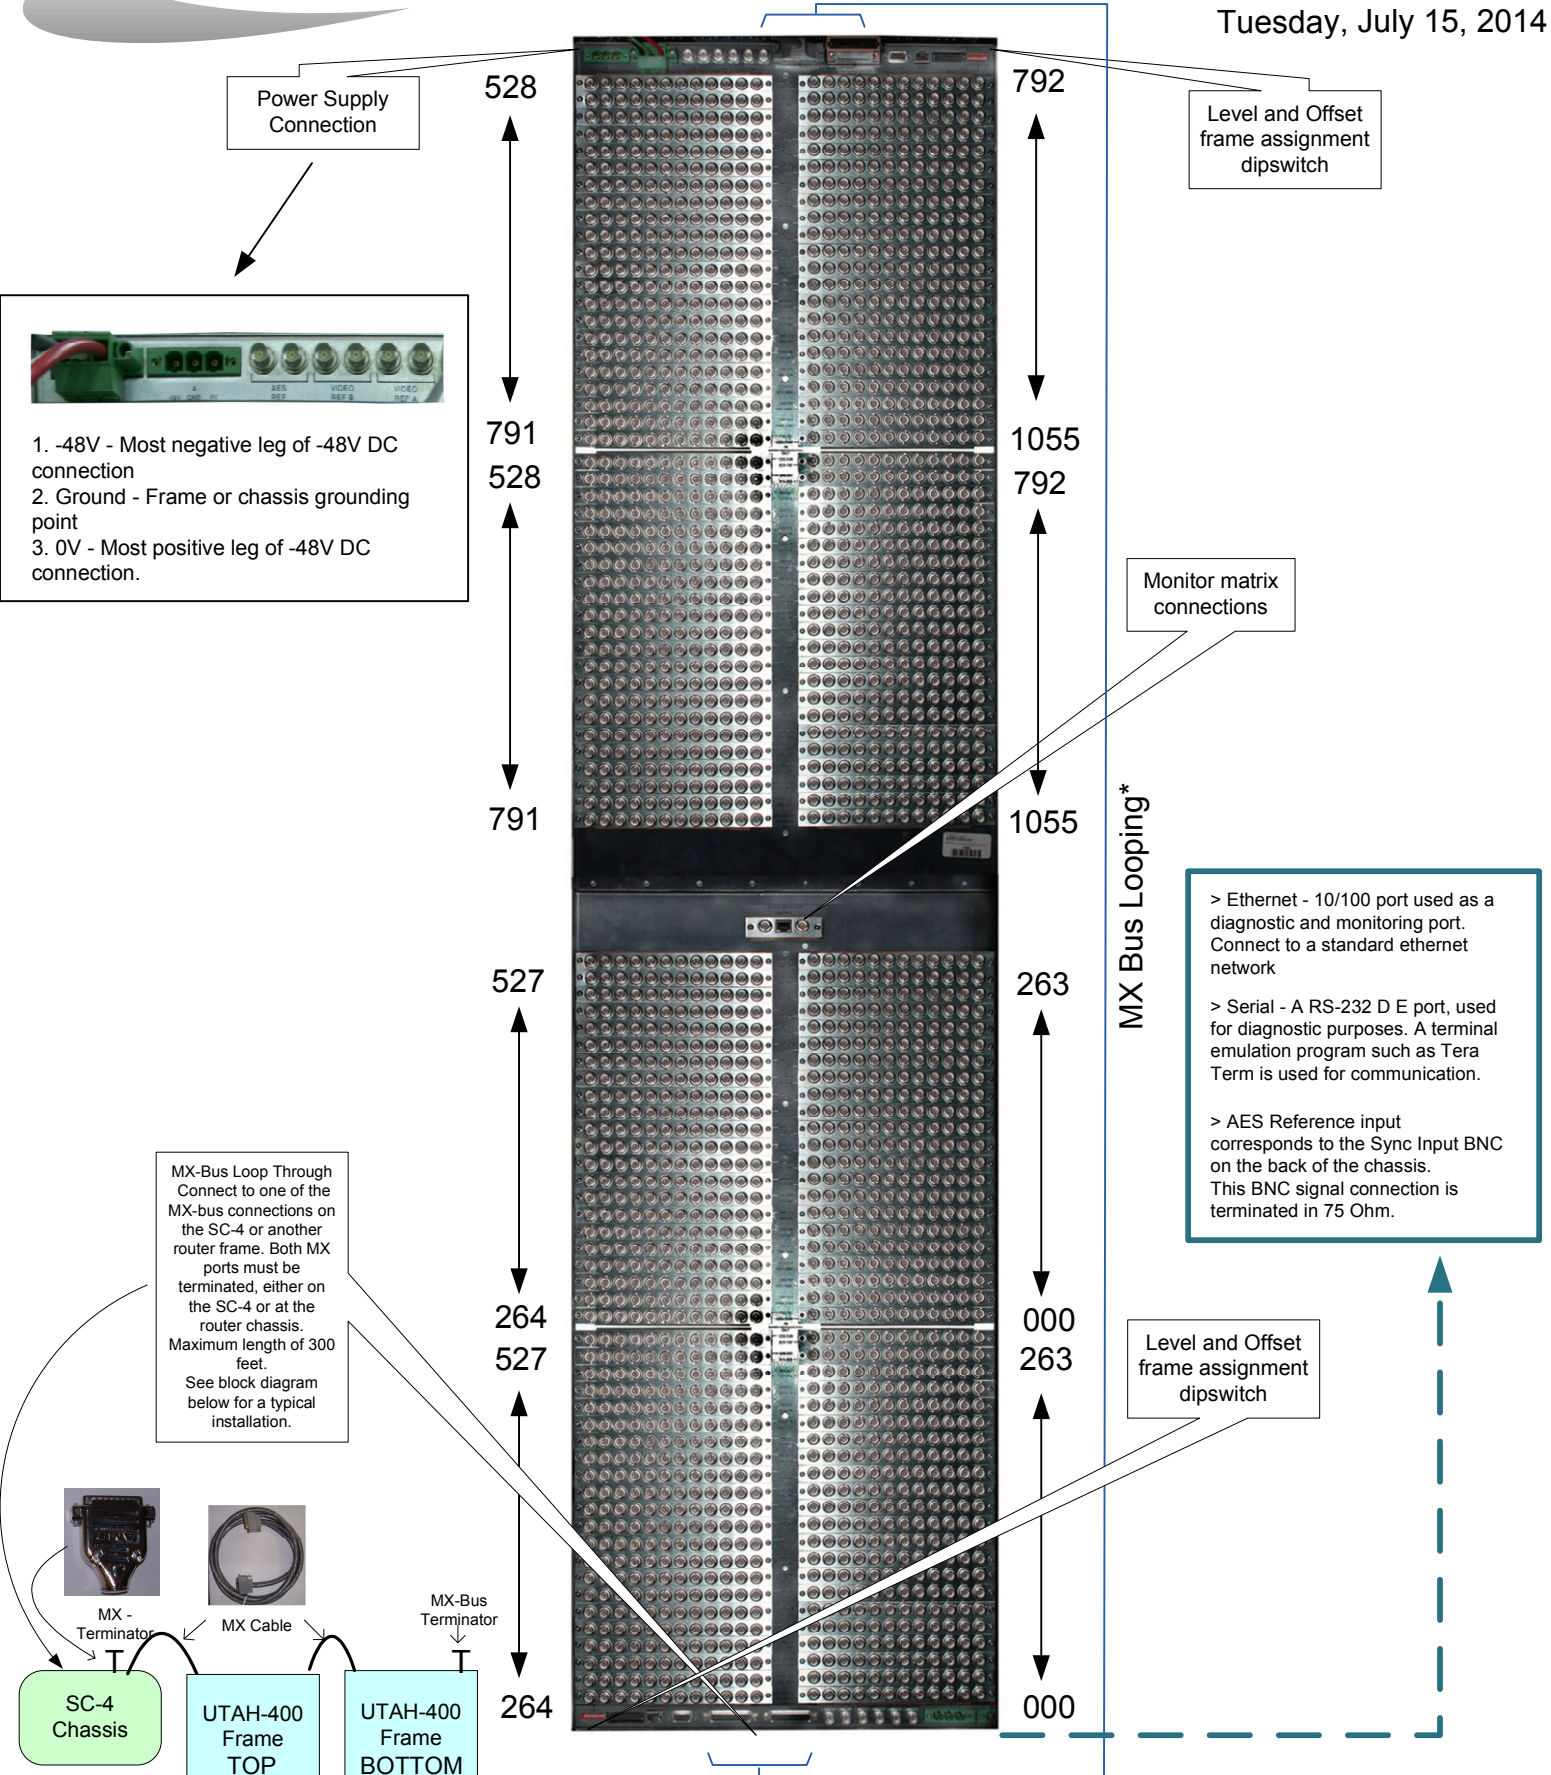 Tuesday, July 15, 2014
Power Supply
Connection
528
792
Level and Offset
frame assignment
dipswitch
A
-48V GND 0V
AES
REF
VIDEO
REF B
VIDEO
REF A
1. -48V - Most negative leg of -48V DC
connection
2. Ground - Frame or chassis grounding
point
3. 0V - Most positive leg of -48V DC
connection.
791
1055
528
792
Monitor matrix
connections
791
1055
MX Bus Looping*
> Ethernet - 10/100 port used as a
diagnostic and monitoring port.
Connect to a standard ethernet
network
> Serial - A RS-232 D E port, used
for diagnostic purposes. A terminal
emulation program such as Tera
Term is used for communication.
> AES Reference input
corresponds to the Sync Input BNC
on the back of the chassis.
This BNC signal connection is
terminated in 75 Ohm.
527
263
MX-Bus Loop Through
Connect to one of the
MX-bus connections on
the SC-4 or another
router frame. Both MX
ports must be
terminated, either on
the SC-4 or at the
router chassis.
Maximum length of 300
feet.
See block diagram
below for a typical
installation.
264
000
527
263
Level and Offset
frame assignment
dipswitch
MX -
Terminator
MX Cable
MX-Bus
Terminator
SC-4
Chassis
UTAH-400
Frame
TOP
UTAH-400
Frame
BOTTOM
264
000